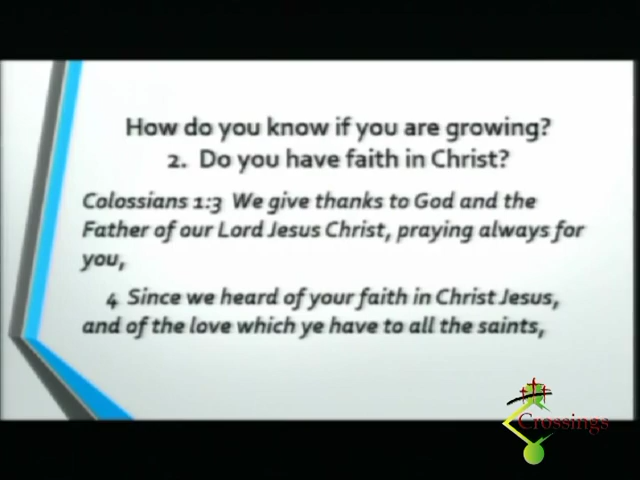 How do you know if you are growing?
2. Do you have faith in Christ?
Colossians 1:3 We give thanks to God and the
Father of our Lord Jesus Christ, praying always for
you,
4 Since we heard of your faith in Christ Jesus,
and of the love which ye have to all the saints,
Crossings